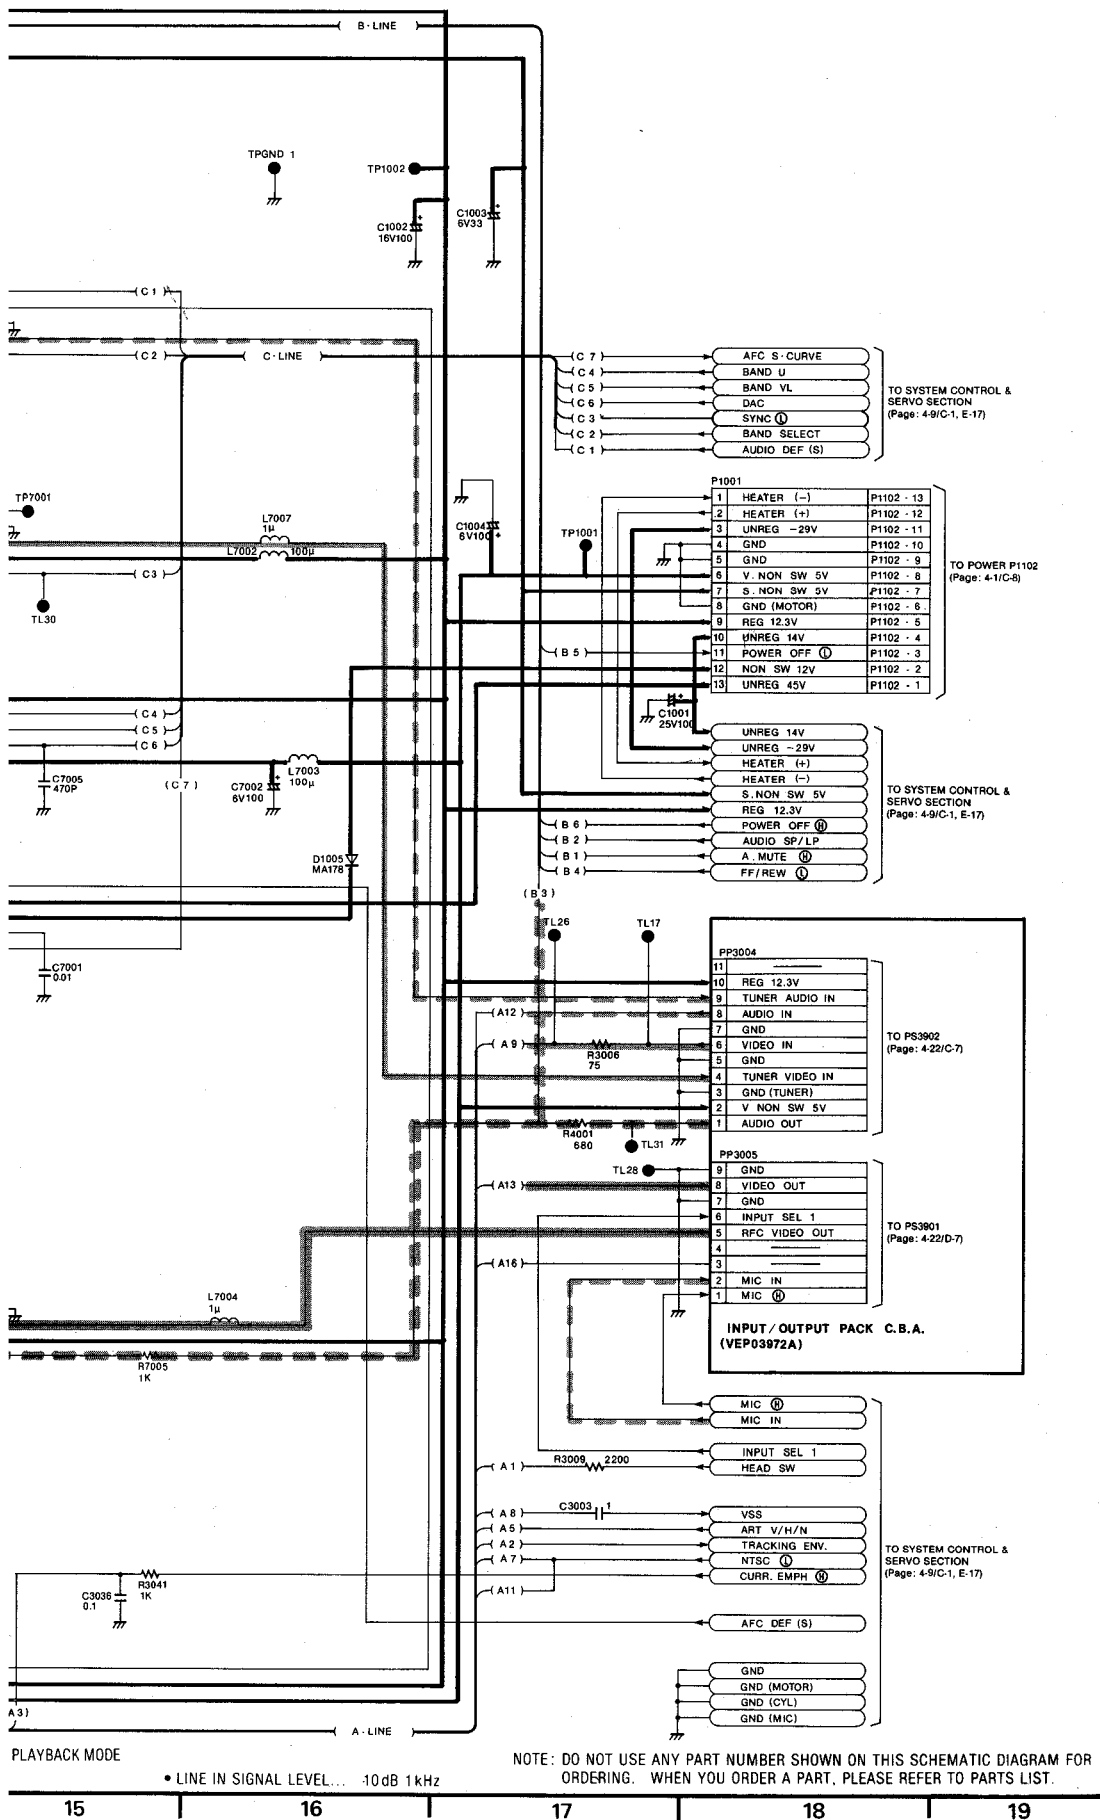 B-LINE
TPGND 1
TP1002
C1002
16V100
C1003
6V33
C1
C2
C-LINE
C7
C4
C5
C6
C3
C2
C1
AFC S-CURVE
BAND U
BAND VL
DAC
SYNC Ⓛ
BAND SELECT
AUDIO DEF (S)
TO SYSTEM CONTROL &
SERVO SECTION
(Page: 4-9/C-1, E-17)
TP7001
L7007
1μ
L7002 100μ
C3
TL30
C1004
6V100
TP1001
P1001
1 HEATER (-) P1102 - 13
2 HEATER (+) P1102 - 12
3 UNREG -29V P1102 - 11
4 GND P1102 - 10
5 GND P1102 - 9
6 V. NON SW 5V P1102 - 8
7 S. NON SW 5V P1102 - 7
8 GND (MOTOR) P1102 - 6
9 REG 12.3V P1102 - 5
10 UNREG 14V P1102 - 4
11 POWER OFF Ⓛ P1102 - 3
12 NON SW 12V P1102 - 2
13 UNREG 45V P1102 - 1
TO POWER P1102
(Page: 4-1/C-8)
B5
C1001
25V100
C4
C5
C6
C7005
470P
(C7)
C7002
6V100
L7003
100μ
D1005
MA178
UNREG 14V
UNREG -29V
HEATER (+)
HEATER (-)
S.NON SW 5V
REG 12.3V
B6 POWER OFF Ⓗ
B2 AUDIO SP/LP
B1 A.MUTE Ⓗ
B4 FF/REW Ⓛ
TO SYSTEM CONTROL &
SERVO SECTION
(Page: 4-9/C-1, E-17)
(B3)
TL26
TL17
C7001
0.01
PP3004
11
10 REG 12.3V
9 TUNER AUDIO IN
8 AUDIO IN
7 GND
6 VIDEO IN
5 GND
4 TUNER VIDEO IN
3 GND (TUNER)
2 V NON SW 5V
1 AUDIO OUT
TO PS3902
(Page: 4-22/C-7)
A12
A9
R3006
75
R4001
680
TL31
TL28
PP3005
9 GND
8 VIDEO OUT
7 GND
6 INPUT SEL 1
5 RFC VIDEO OUT
4
3
2 MIC IN
1 MIC Ⓗ
TO PS3901
(Page: 4-22/D-7)
A13
A16
INPUT/OUTPUT PACK C.B.A.
(VEP03972A)
L7004
1μ
R7005
1K
MIC Ⓗ
MIC IN
INPUT SEL 1
A1 R3009 2200 HEAD SW
A8 C3003 1 VSS
A5 ART V/H/N
A2 TRACKING ENV.
A7 NTSC Ⓛ
CURR. EMPH Ⓗ
A11
TO SYSTEM CONTROL &
SERVO SECTION
(Page: 4-9/C-1, E-17)
C3036
0.1
R3041
1K
AFC DEF (S)
GND
GND (MOTOR)
GND (CYL)
GND (MIC)
A3)
A-LINE
PLAYBACK MODE
• LINE IN SIGNAL LEVEL... -10dB 1kHz
NOTE: DO NOT USE ANY PART NUMBER SHOWN ON THIS SCHEMATIC DIAGRAM FOR
ORDERING. WHEN YOU ORDER A PART, PLEASE REFER TO PARTS LIST.
15 16 17 18 19